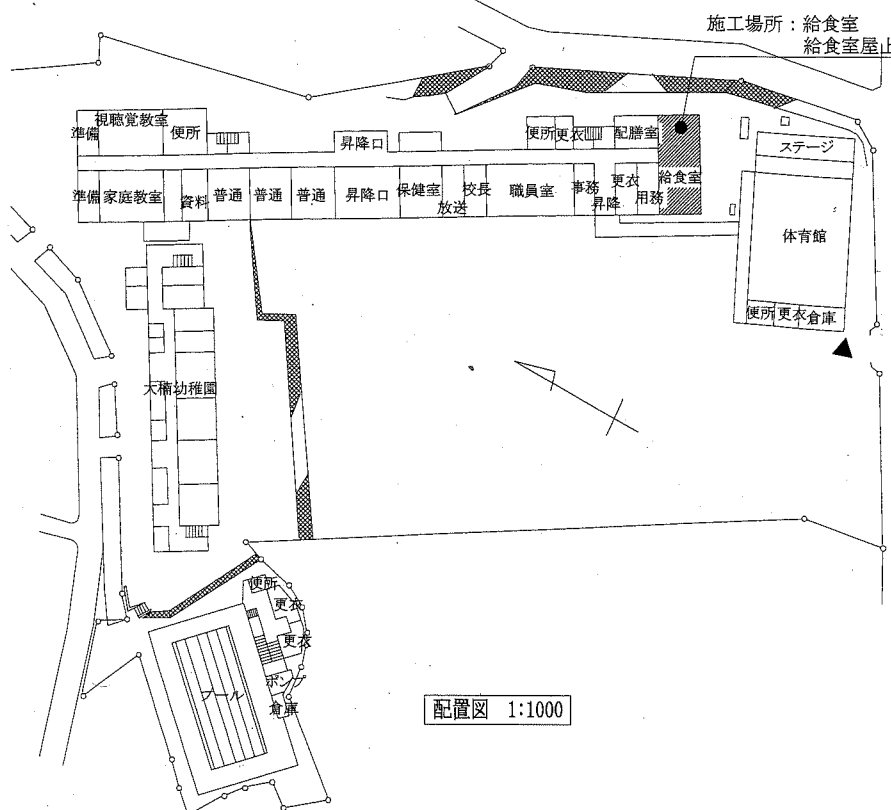 施工場所：給食室
給食室屋上
視聴覚教室
準備
便所
昇降口
便所
更衣
配膳室
ステージ
準備
家庭教室
資料
普通
普通
普通
昇降口
保健室
放送
校長
職員室
事務
昇降
更衣
用務
給食室
体育館
便所
更衣
倉庫
大楠幼稚園
便所
更衣
更衣
ポンプ
倉庫
プール
配置図 1:1000